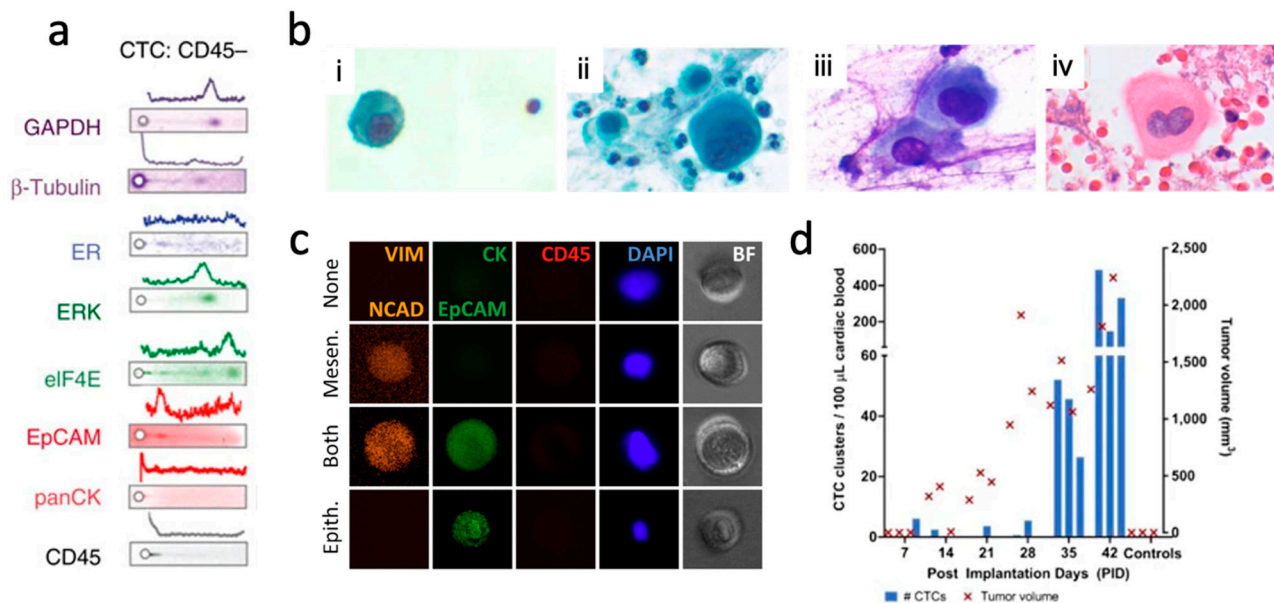 a
CTC: CD45–
GAPDH
β-Tubulin
ER
ERK
eIF4E
EpCAM
panCK
CD45
b
i
ii
iii
iv
c
VIM
CK
CD45
DAPI
BF
NCAD
EpCAM
None
Mesen.
Both
Epith.
d
CTC clusters / 100 μL cardiac blood
600
400
200
60
40
20
0
2,500
2,000
1,500
1,000
500
0
Tumor volume (mm³)
7 14 21 28 35 42 Controls
Post Implantation Days (PID)
# CTCs Tumor volume